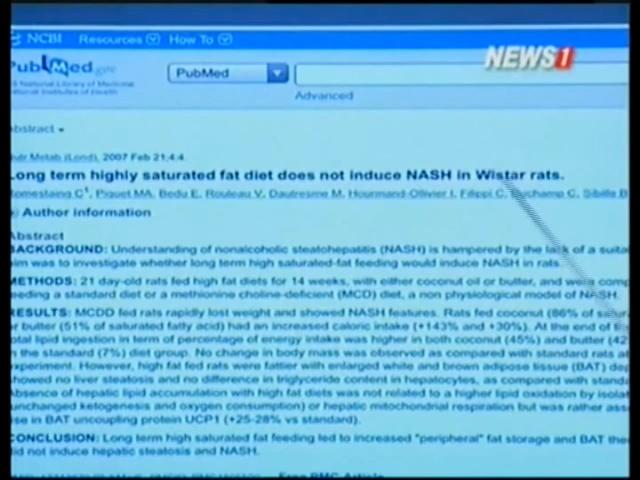 NCBI Resources How To
NEWS1
PubMed.gov
PubMed
US National Library of Medicine
National Institutes of Health
Advanced
Abstract
Nutr Metab (Lond). 2007 Feb 21;4:4.
Long term highly saturated fat diet does not induce NASH in Wistar rats.
Romestaing C1, Piquet MA, Bedu E, Rouleau V, Dautresme M, Hourmand-Ollivier I, Filippi C, Duchamp C, Sibille B
Author information
Abstract
BACKGROUND: Understanding of nonalcoholic steatohepatitis (NASH) is hampered by the lack of a suita
aim was to investigate whether long term high saturated-fat feeding would induce NASH in rats.
METHODS: 21 day-old rats fed high fat diets for 14 weeks, with either coconut oil or butter, and were comp
eeding a standard diet or a methionine choline-deficient (MCD) diet, a non physiological model of NASH.
RESULTS: MCDD fed rats rapidly lost weight and showed NASH features. Rats fed coconut (86% of satura
or butter (51% of saturated fatty acid) had an increased caloric intake (+143% and +30%). At the end of
otal lipid ingestion in term of percentage of energy intake was higher in both coconut (45%) and butter (42
n the standard (7%) diet group. No change in body mass was observed as compared with standard rats at
experiment. However, high fat fed rats were fattier with enlarged white and brown adipose tissue (BAT) dep
showed no liver steatosis and no difference in triglyceride content in hepatocytes, as compared with standa
Absence of hepatic lipid accumulation with high fat diets was not related to a higher lipid oxidation by isolat
unchanged ketogenesis and oxygen consumption) or hepatic mitochondrial respiration but was rather asso
ise in BAT uncoupling protein UCP1 (+25-28% vs standard).
CONCLUSION: Long term high saturated fat feeding led to increased "peripheral" fat storage and BAT the
did not induce hepatic steatosis and NASH.
Free PMC Article